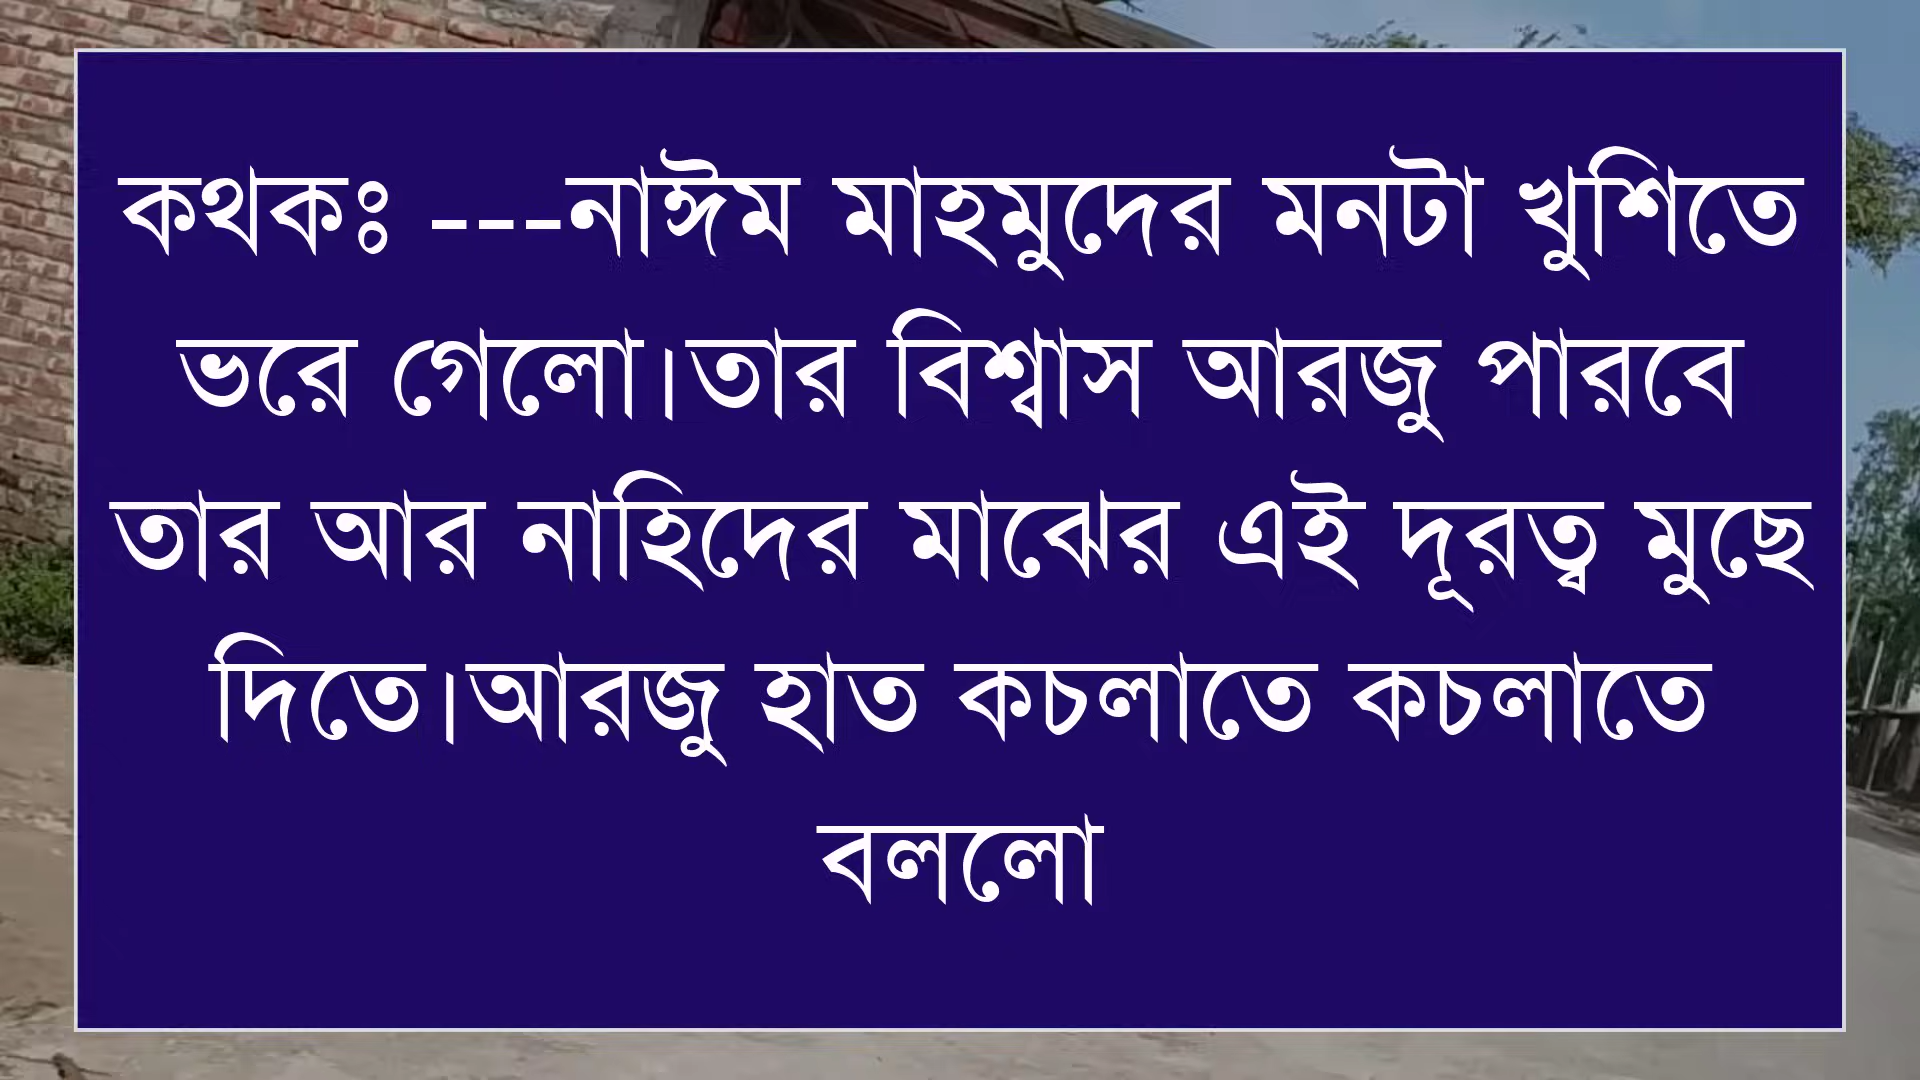 কথকঃ ---নাঈম মাহমুদের মনটা খুশিতে
ভরে গেলো।তার বিশ্বাস আরজু পারবে
তার আর নাহিদের মাঝের এই দূরত্ব মুছে
দিতে।আরজু হাত কচলাতে কচলাতে
বললো